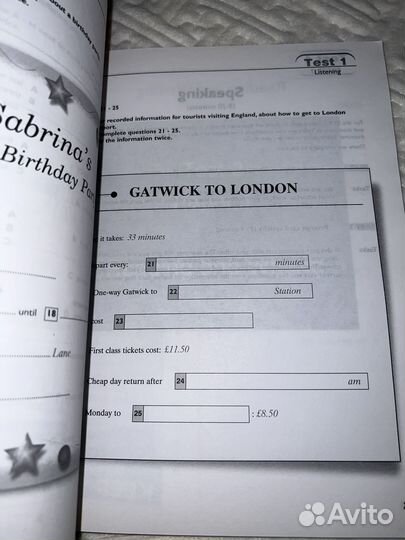 about a birthday
Sabrina's
Birthday Par
until 18
Lane
Test 1
Listening
Speaking
- 25
recorded information for tourists visiting England, about how to get to London
port.
omplete questions 21 - 25.
the information twice.
GATWICK TO LONDON
it takes: 33 minutes
part every: 21 minutes
One-way Gatwick to 22 Station
cost 23
First class tickets cost: £11.50
Cheap day return after 24 am
Monday to 25 : £8.50
Avito